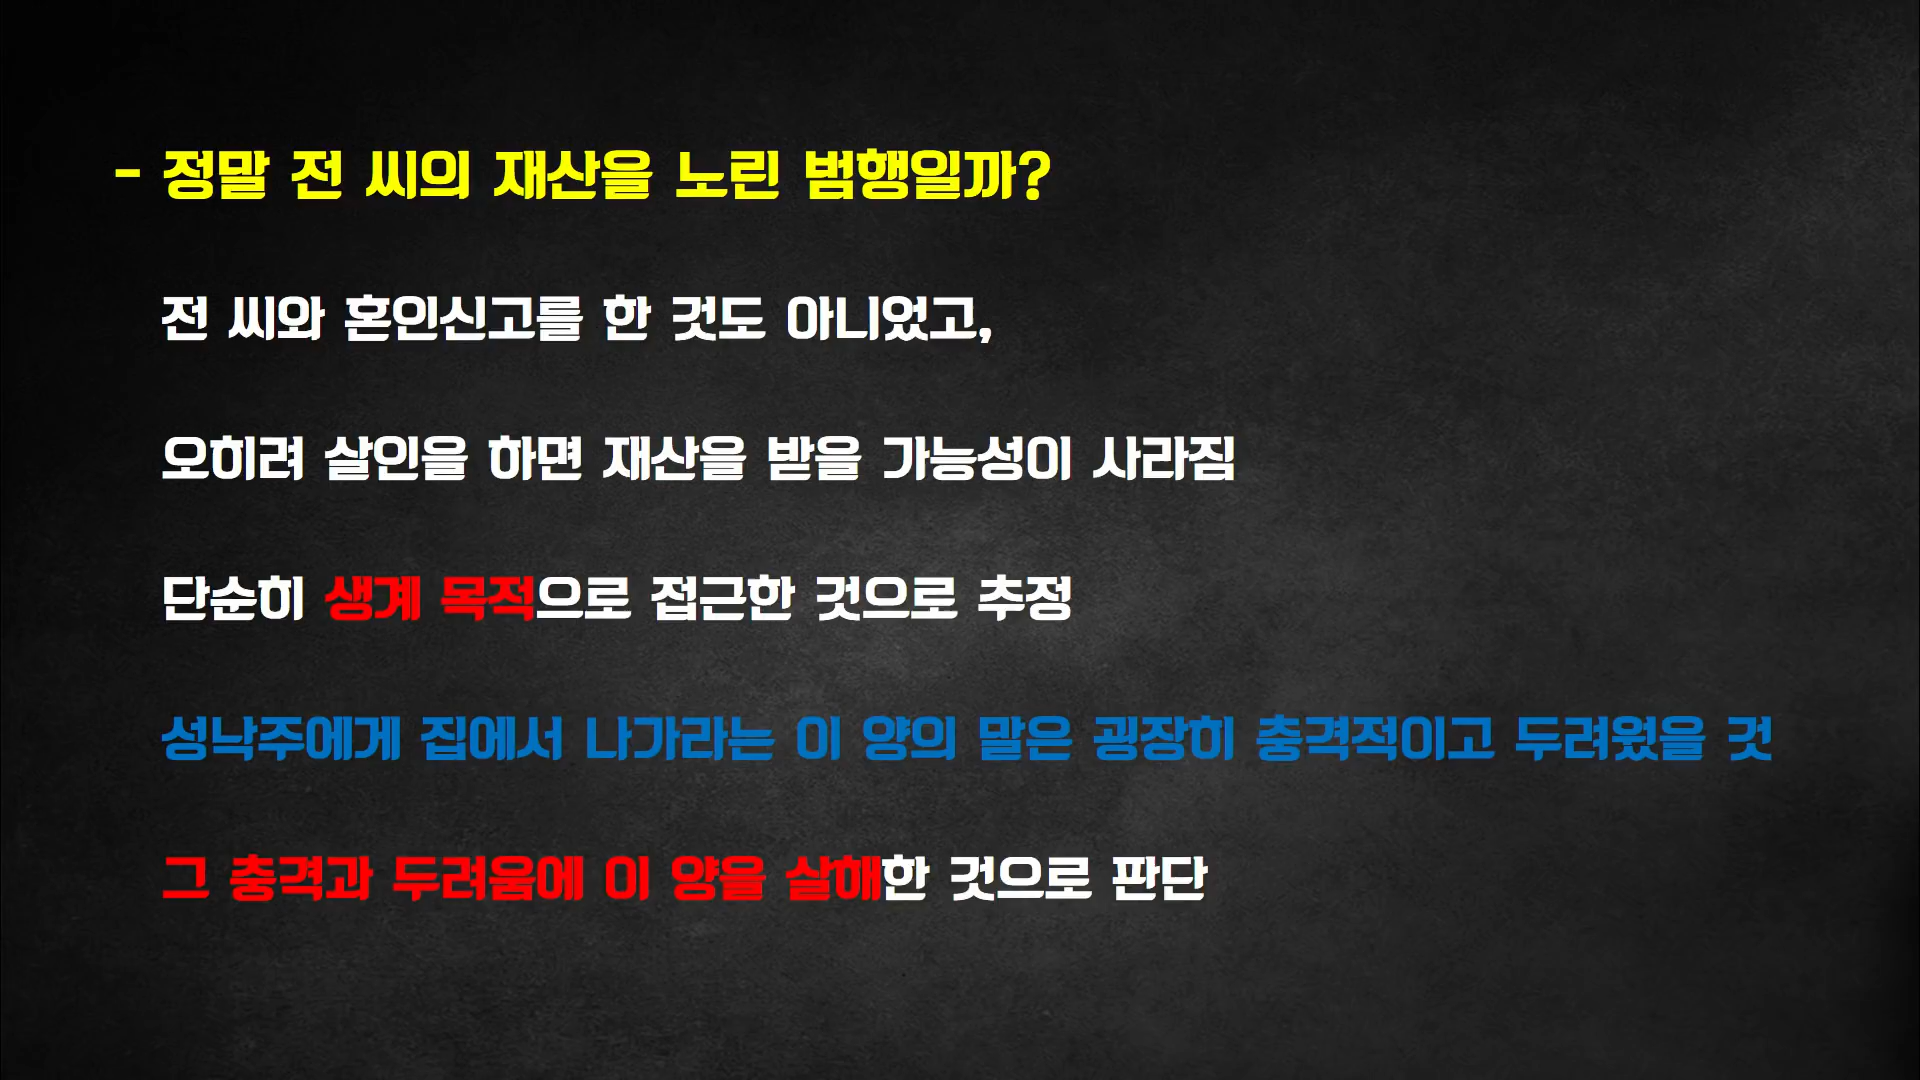 - 정말 전 씨의 재산을 노린 범행일까?
전 씨와 혼인신고를 한 것도 아니었고,
오히려 살인을 하면 재산을 받을 가능성이 사라짐
단순히 생계 목적으로 접근한 것으로 추정
성낙주에게 집에서 나가라는 이 양의 말은 굉장히 충격적이고 두려웠을 것
그 충격과 두려움에 이 양을 살해한 것으로 판단